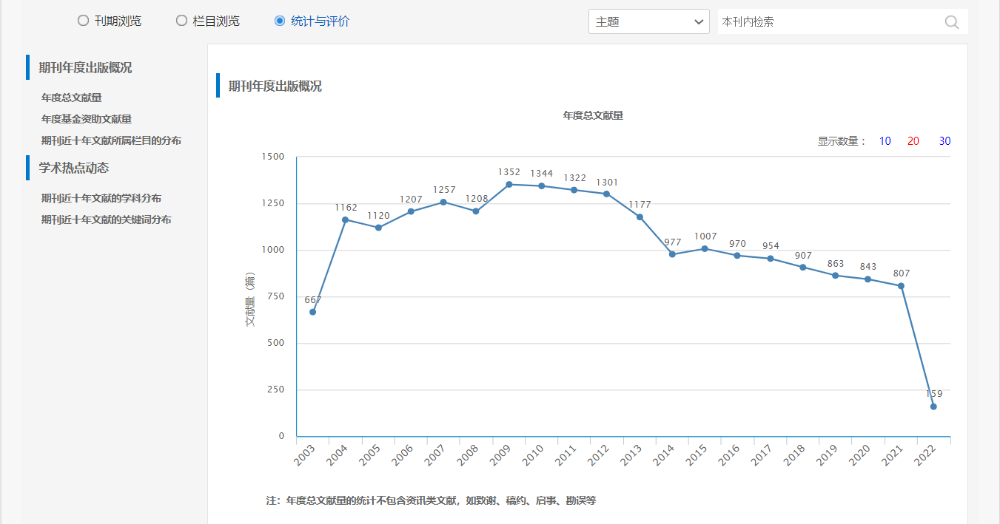 刊期浏览 栏目浏览 统计与评价 主题 本刊内检索
期刊年度出版概况
年度总文献量
年度基金资助文献量
期刊近十年文献所属栏目的分布
学术热点动态
期刊近十年文献的学科分布
期刊近十年文献的关键词分布
期刊年度出版概况
年度总文献量
显示数量： 10 20 30
文献量（篇）
1500
1250
1000
750
500
250
0
667 1162 1120 1207 1257 1208 1352 1344 1322 1301 1177 977 1007 970 954 907 863 843 807 159
2003 2004 2005 2006 2007 2008 2009 2010 2011 2012 2013 2014 2015 2016 2017 2018 2019 2020 2021 2022
注：年度总文献量的统计不包含资讯类文献，如致谢、稿约、启事、勘误等